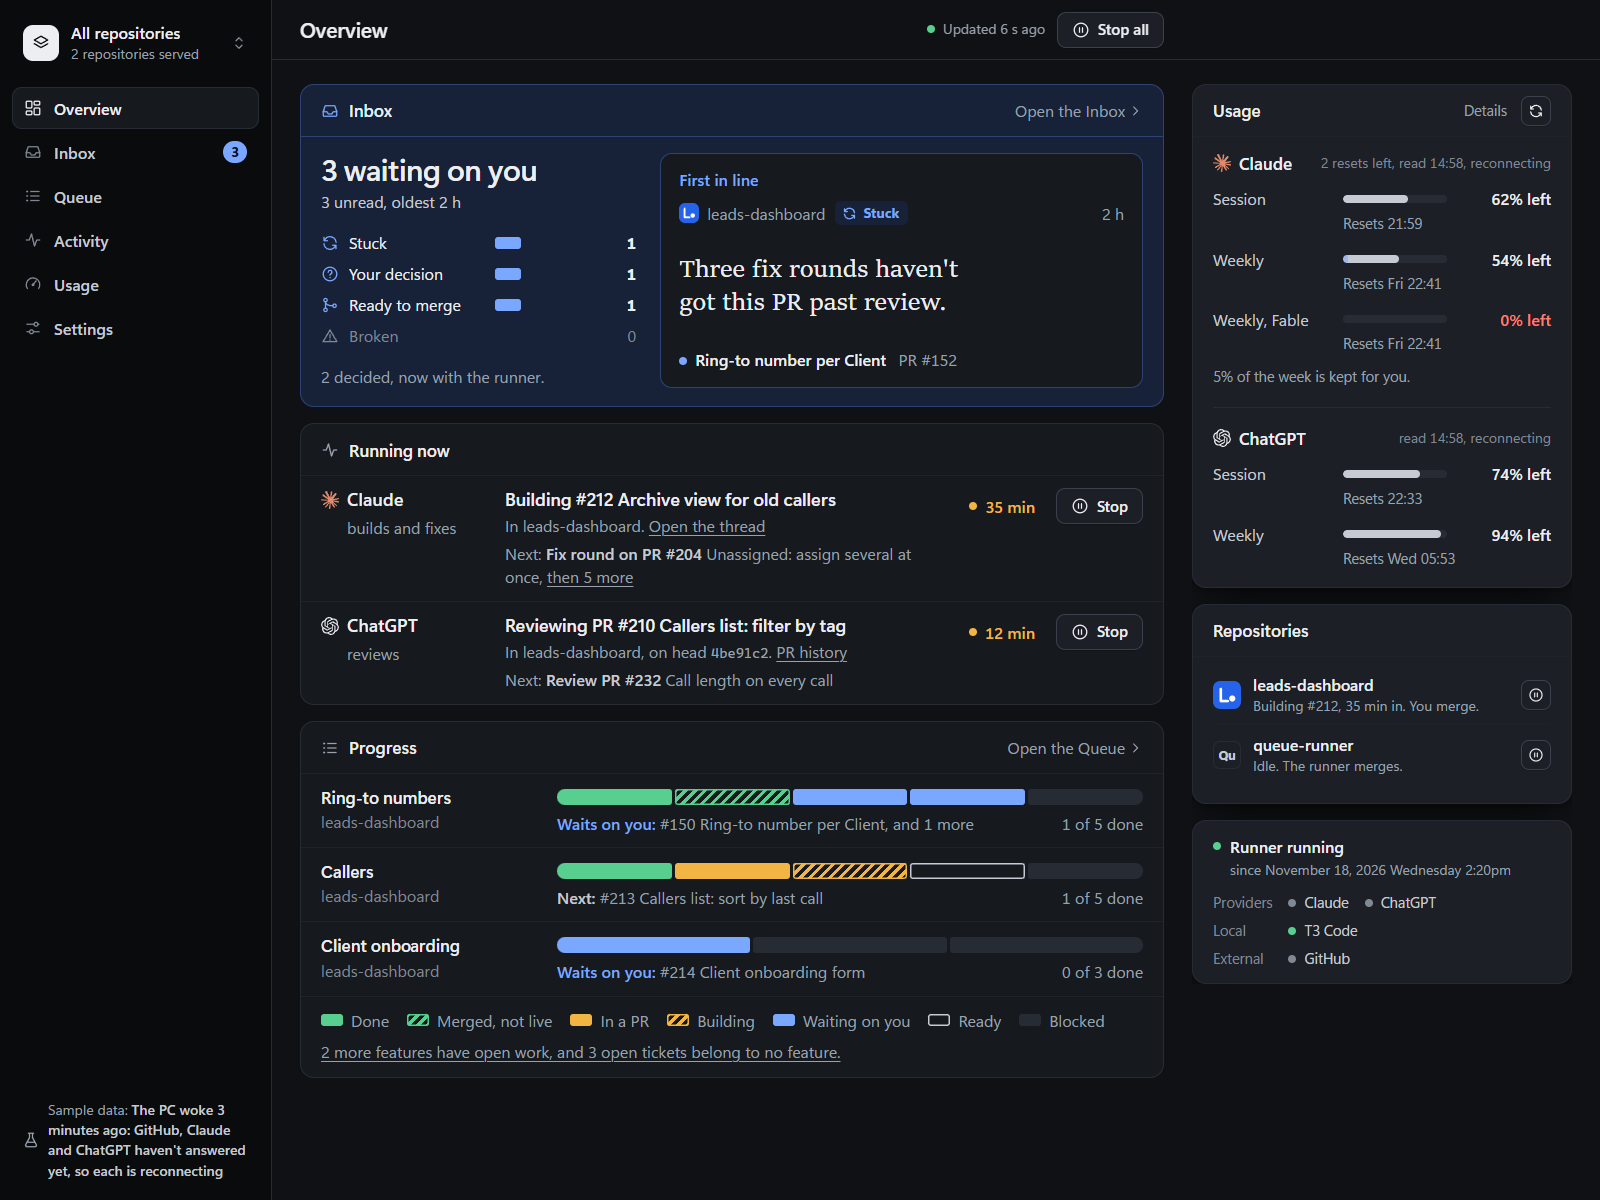 All repositories
2 repositories served
Overview
Inbox
3
Queue
Activity
Usage
Settings
Sample data: The PC woke 3
minutes ago: GitHub, Claude
and ChatGPT haven't answered
yet, so each is reconnecting
Overview
Updated 6 s ago
Stop all
Inbox
Open the Inbox
3 waiting on you
3 unread, oldest 2 h
Stuck 1
Your decision 1
Ready to merge 1
Broken 0
2 decided, now with the runner.
First in line
L. leads-dashboard Stuck 2 h
Three fix rounds haven't
got this PR past review.
Ring-to number per Client PR #152
Running now
Claude
builds and fixes
Building #212 Archive view for old callers
In leads-dashboard. Open the thread
Next: Fix round on PR #204 Unassigned: assign several at
once, then 5 more
35 min
Stop
ChatGPT
reviews
Reviewing PR #210 Callers list: filter by tag
In leads-dashboard, on head 4be91c2. PR history
Next: Review PR #232 Call length on every call
12 min
Stop
Progress
Open the Queue
Ring-to numbers
leads-dashboard
Waits on you: #150 Ring-to number per Client, and 1 more
1 of 5 done
Callers
leads-dashboard
Next: #213 Callers list: sort by last call
1 of 5 done
Client onboarding
leads-dashboard
Waits on you: #214 Client onboarding form
0 of 3 done
Done Merged, not live In a PR Building Waiting on you Ready Blocked
2 more features have open work, and 3 open tickets belong to no feature.
Usage
Details
Claude
2 resets left, read 14:58, reconnecting
Session 62% left
Resets 21:59
Weekly 54% left
Resets Fri 22:41
Weekly, Fable 0% left
Resets Fri 22:41
5% of the week is kept for you.
ChatGPT
read 14:58, reconnecting
Session 74% left
Resets 22:33
Weekly 94% left
Resets Wed 05:53
Repositories
L.
leads-dashboard
Building #212, 35 min in. You merge.
Qu
queue-runner
Idle. The runner merges.
Runner running
since November 18, 2026 Wednesday 2:20pm
Providers Claude ChatGPT
Local T3 Code
External GitHub